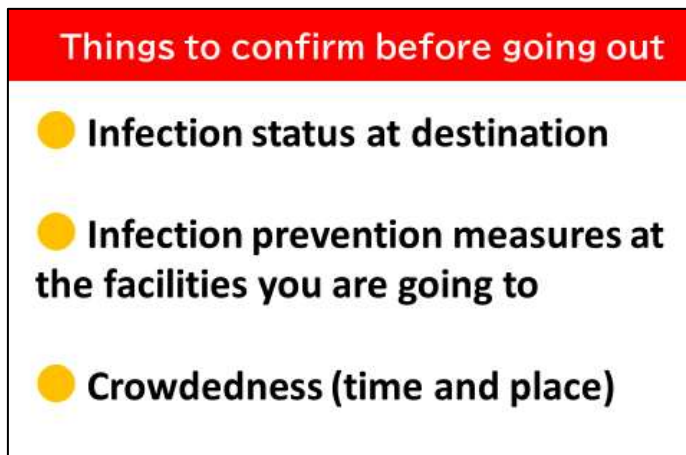 Things to confirm before going out
Infection status at destination
Infection prevention measures at
the facilities you are going to
Crowdedness (time and place)